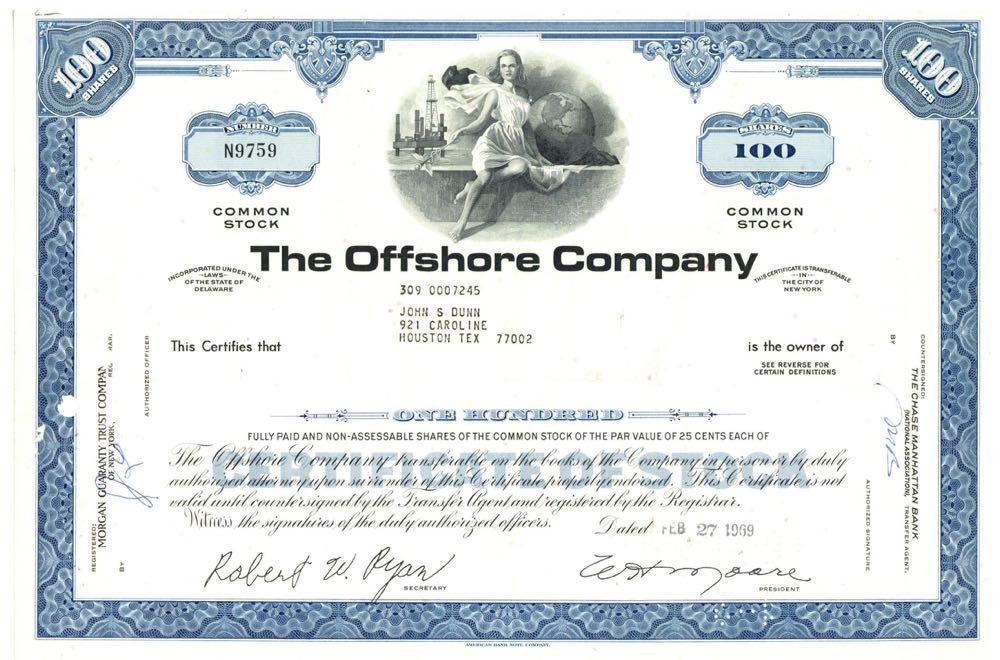 100
SHARES
100
SHARES
NUMBER
N9759
SHARES
100
COMMON
STOCK
COMMON
STOCK
The Offshore Company
INCORPORATED UNDER THE
—LAWS—
OF THE STATE OF
DELAWARE
THIS CERTIFICATE IS TRANSFERABLE
—IN—
THE CITY OF
NEW YORK
309 0007245
JOHN S DUNN
921 CAROLINE
HOUSTON TEX 77002
This Certifies that
is the owner of
SEE REVERSE FOR
CERTAIN DEFINITIONS
ONE HUNDRED
FULLY PAID AND NON-ASSESSABLE SHARES OF THE COMMON STOCK OF THE PAR VALUE OF 25 CENTS EACH OF
CERTIFICATE OF STOCK
The Offshore Company transferable on the books of the Company in person or by duly
authorized attorney upon surrender of this Certificate properly endorsed. This Certificate is not
valid until countersigned by the Transfer Agent and registered by the Registrar.
Witness the signatures of the duly authorized officers.
Dated FEB 27 1969
Robert W. Ryan
SECRETARY
Moore
PRESIDENT
REGISTERED:
MORGAN GUARANTY TRUST COMPAN
OF NEW YORK,
BY
AUTHORIZED OFFICER
COUNTERSIGNED:
THE CHASE MANHATTAN BANK
(NATIONAL ASSOCIATION), TRANSFER AGENT,
BY
AUTHORIZED SIGNATURE
AMERICAN BANK NOTE COMPANY.